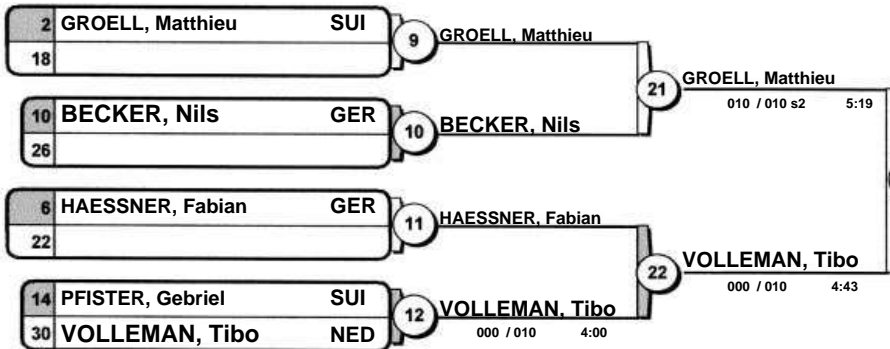 2 GROELL, Matthieu SUI
18
9
GROELL, Matthieu
10 BECKER, Nils GER
26
10
BECKER, Nils
21
GROELL, Matthieu
010 / 010 s2 5:19
6 HAESSNER, Fabian GER
22
11
HAESSNER, Fabian
14 PFISTER, Gebriel SUI
30 VOLLEMAN, Tibo NED
12
VOLLEMAN, Tibo
000 / 010 4:00
22
VOLLEMAN, Tibo
000 / 010 4:43